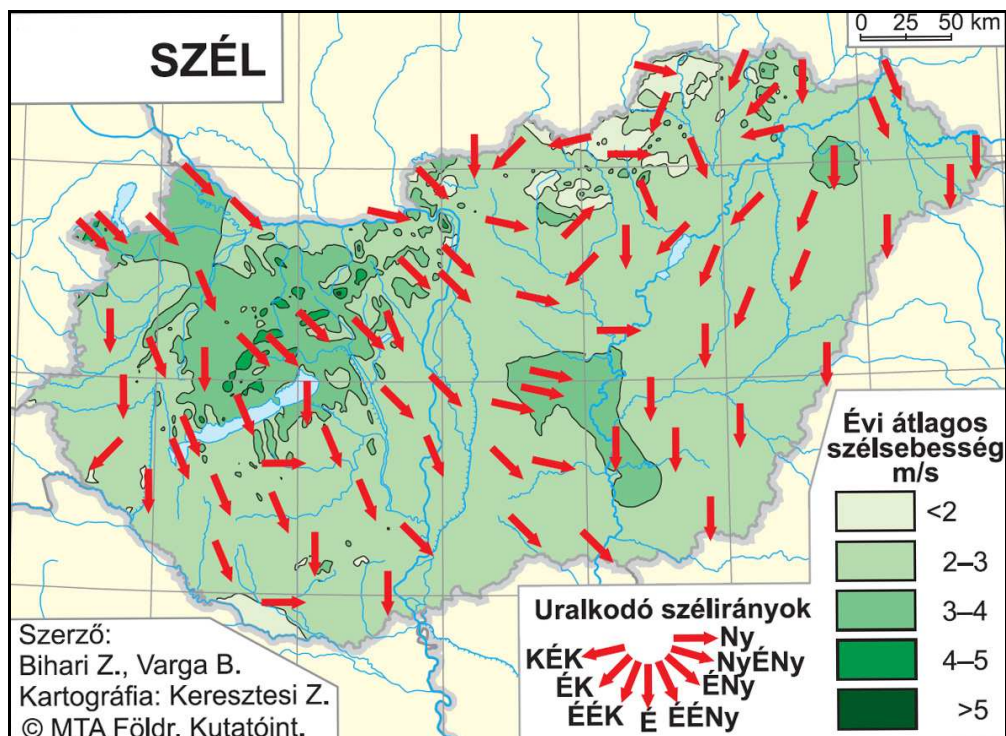 SZÉL
0 25 50 km
Évi átlagos
szélsebesség
m/s
<2
2–3
3–4
4–5
>5
Uralkodó szélirányok
Ny
NyÉNy
ÉNy
ÉÉNy
É
ÉÉK
ÉK
KÉK
Szerző:
Bihari Z., Varga B.
Kartográfia: Keresztesi Z.
© MTA Földr. Kutatóint.